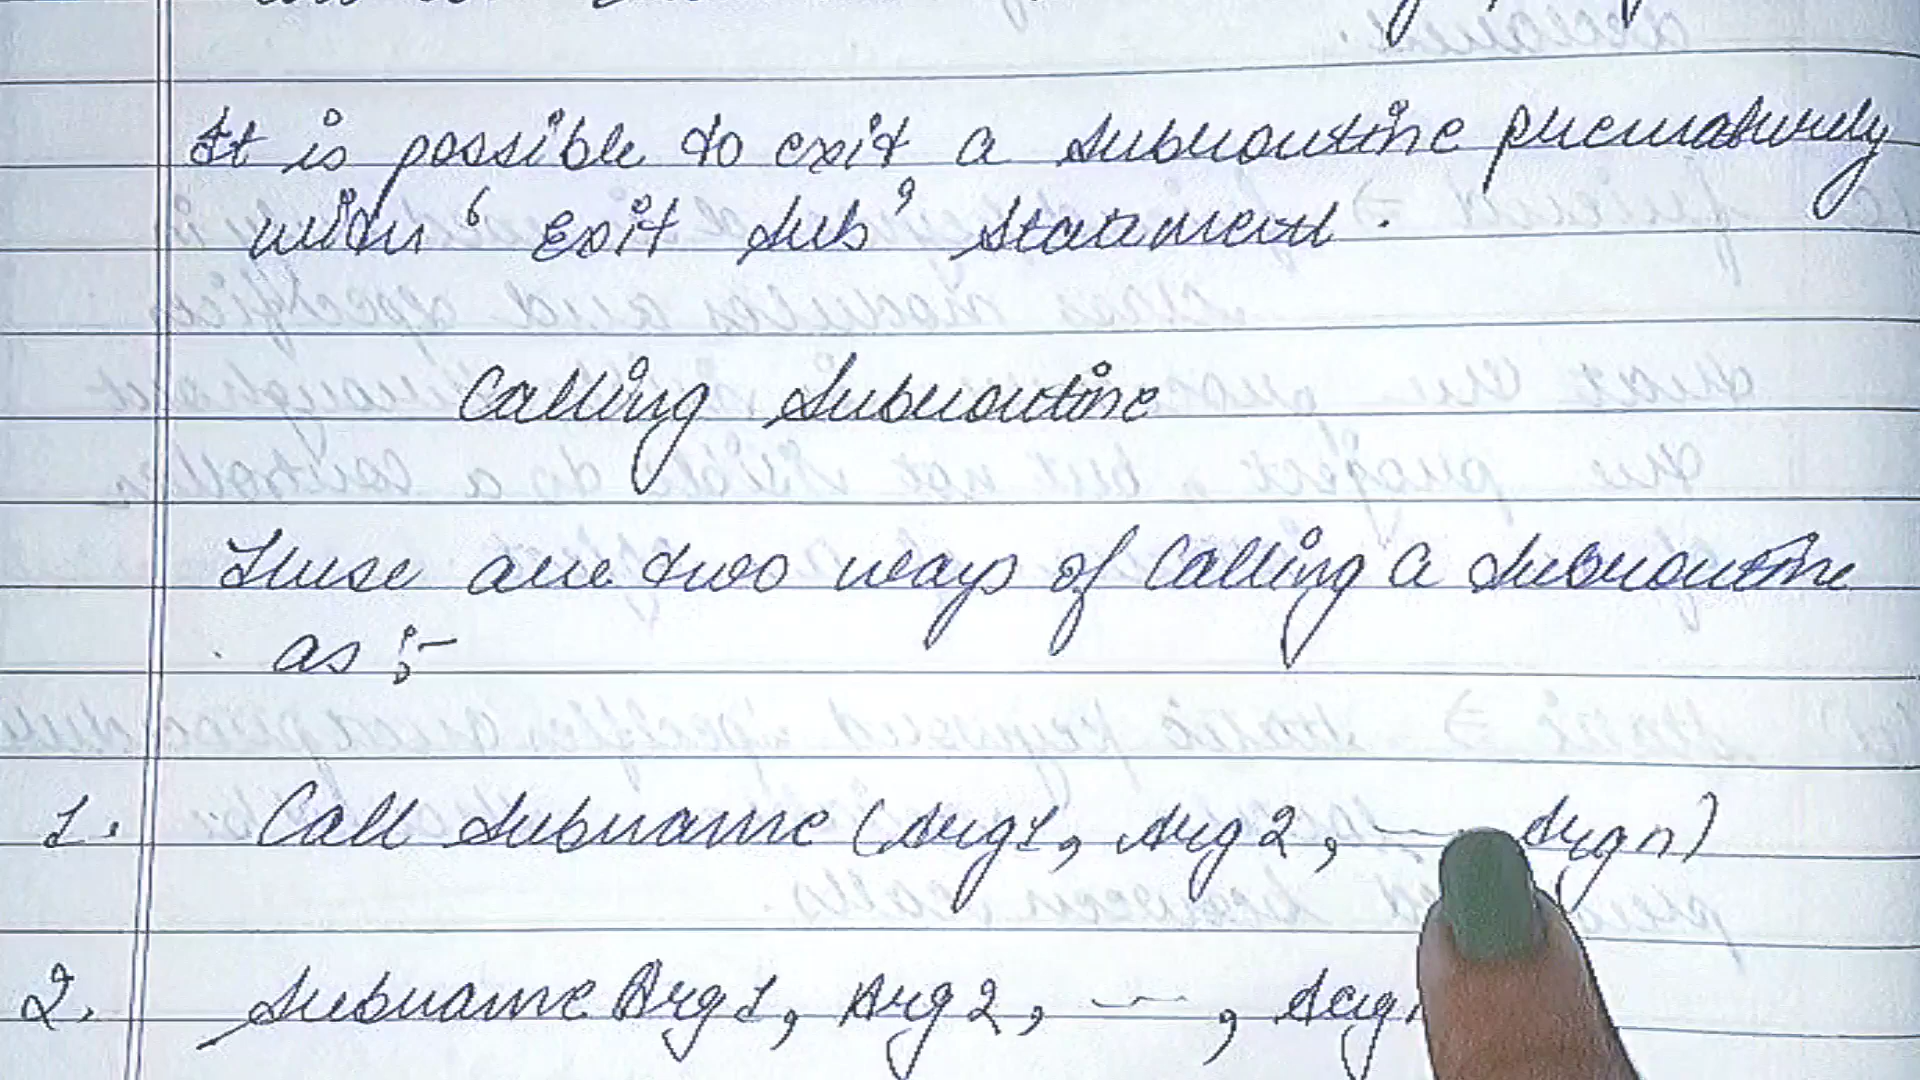 It is possible to exit a subroutine prematurely
with 'Exit Sub' statement.
Calling Subroutine
These are two ways of Calling a subroutine
as :-
1. Call Subname (Arg1, Arg2, — Argn)
2. Subname Arg1, Arg2, — , Arg